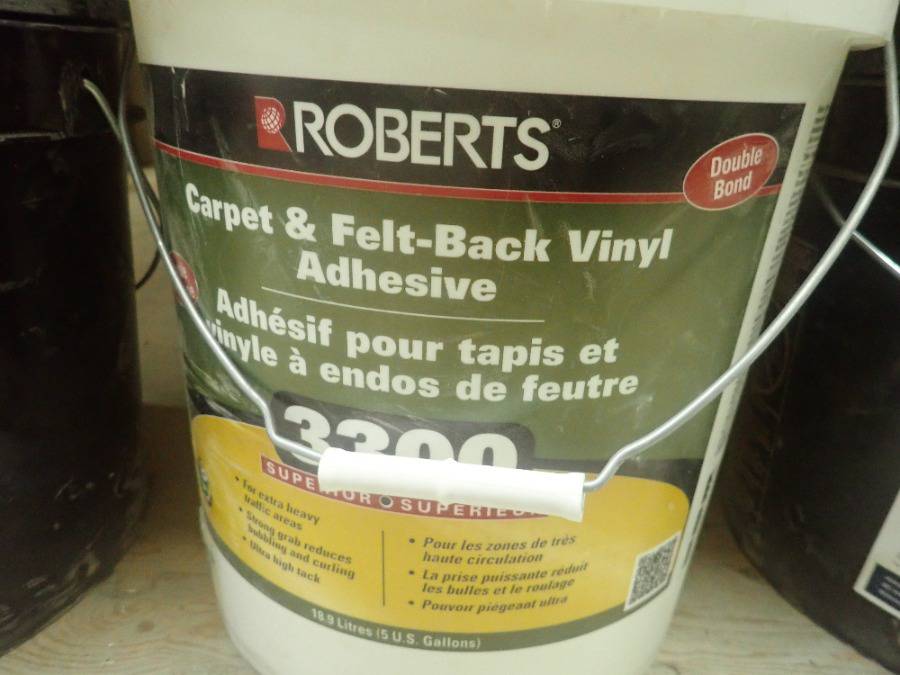 ROBERTS®
Double
Bond
Carpet & Felt-Back Vinyl
Adhesive
Adhésif pour tapis et
vinyle à endos de feutre
3300
SUPERIOR SUPÉRIEUR
• For extra heavy
traffic areas
• Strong grab reduces
bubbling and curling
• Ultra high tack
• Pour les zones de très
haute circulation
• La prise puissante réduit
les bulles et le roulage
• Pouvoir piégeant ultra
18.9 Litres (5 U.S. Gallons)